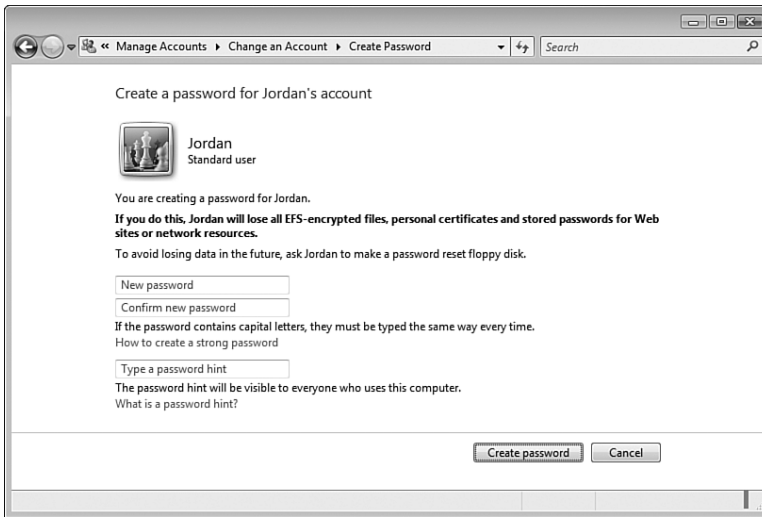 « Manage Accounts ▸ Change an Account ▸ Create Password
Search
Create a password for Jordan's account
Jordan
Standard user
You are creating a password for Jordan.
If you do this, Jordan will lose all EFS-encrypted files, personal certificates and stored passwords for Web
sites or network resources.
To avoid losing data in the future, ask Jordan to make a password reset floppy disk.
New password
Confirm new password
If the password contains capital letters, they must be typed the same way every time.
How to create a strong password
Type a password hint
The password hint will be visible to everyone who uses this computer.
What is a password hint?
Create password
Cancel